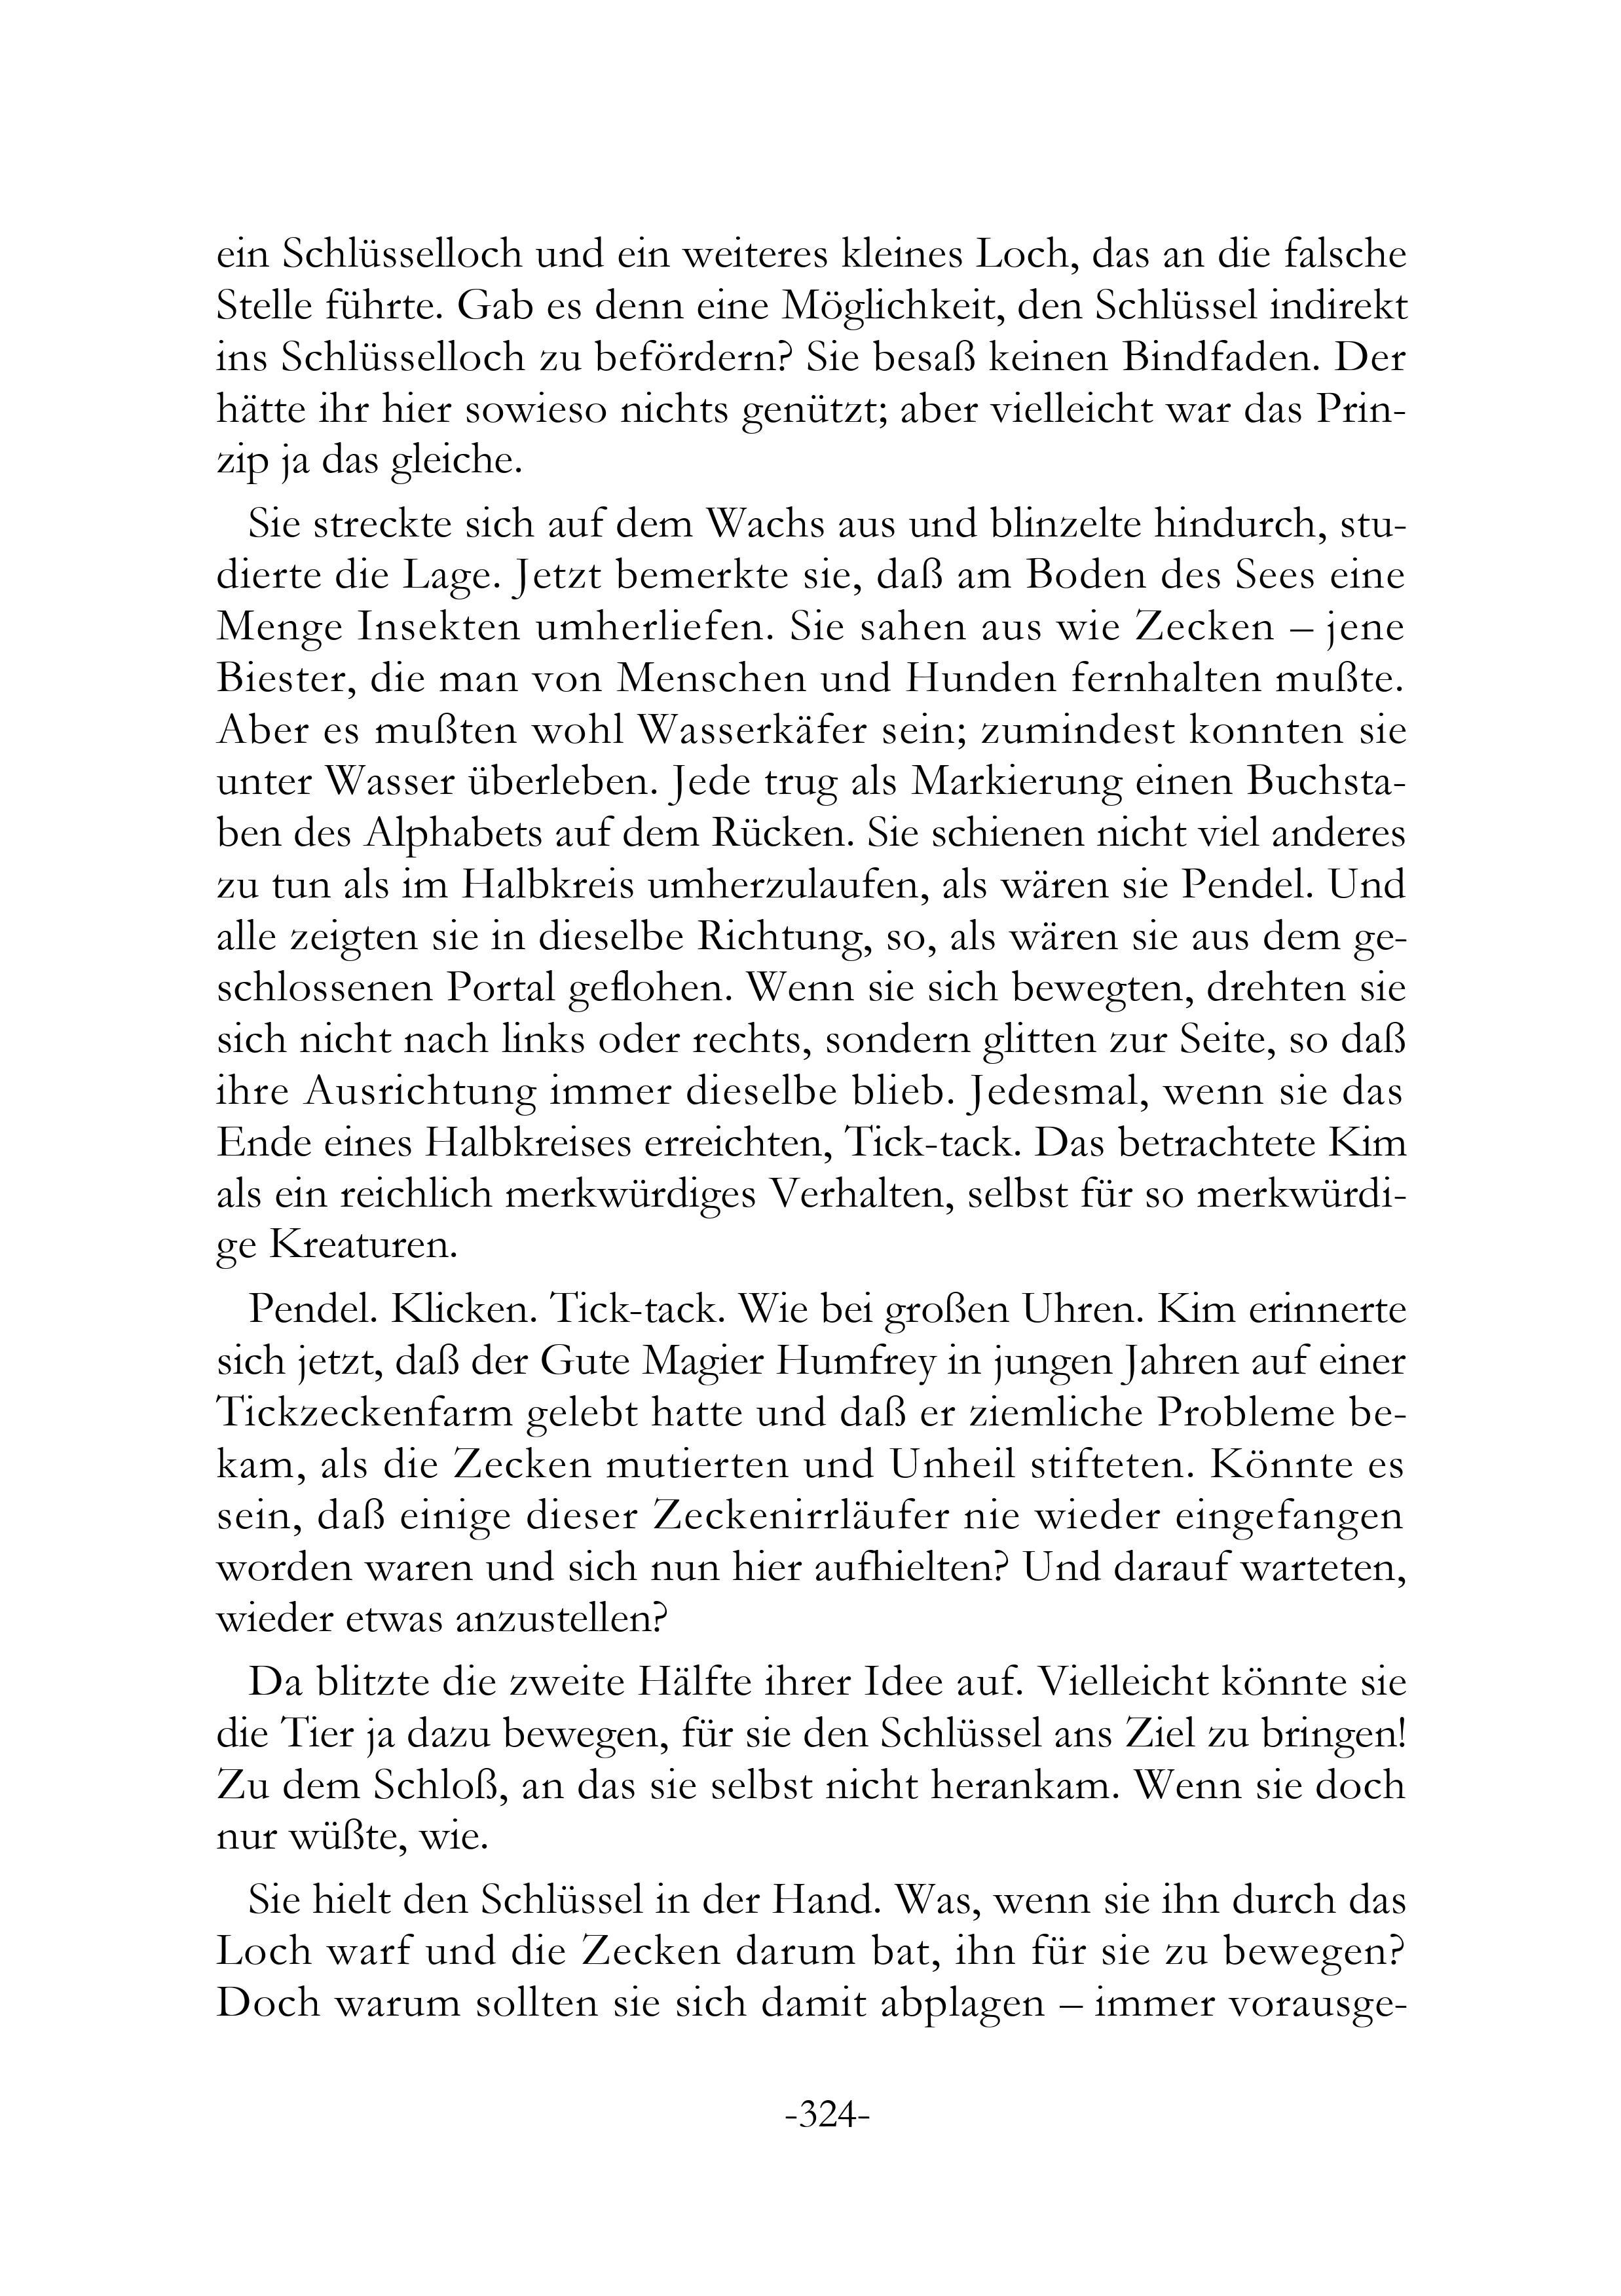 ein Schlüsselloch und ein weiteres kleines Loch, das an die falsche
Stelle führte. Gab es denn eine Möglichkeit, den Schlüssel indirekt
ins Schlüsselloch zu befördern? Sie besaß keinen Bindfaden. Der
hätte ihr hier sowieso nichts genützt; aber vielleicht war das Prin-
zip ja das gleiche.
Sie streckte sich auf dem Wachs aus und blinzelte hindurch, stu-
dierte die Lage. Jetzt bemerkte sie, daß am Boden des Sees eine
Menge Insekten umherliefen. Sie sahen aus wie Zecken – jene
Biester, die man von Menschen und Hunden fernhalten mußte.
Aber es mußten wohl Wasserkäfer sein; zumindest konnten sie
unter Wasser überleben. Jede trug als Markierung einen Buchsta-
ben des Alphabets auf dem Rücken. Sie schienen nicht viel anderes
zu tun als im Halbkreis umherzulaufen, als wären sie Pendel. Und
alle zeigten sie in dieselbe Richtung, so, als wären sie aus dem ge-
schlossenen Portal geflohen. Wenn sie sich bewegten, drehten sie
sich nicht nach links oder rechts, sondern glitten zur Seite, so daß
ihre Ausrichtung immer dieselbe blieb. Jedesmal, wenn sie das
Ende eines Halbkreises erreichten, Tick-tack. Das betrachtete Kim
als ein reichlich merkwürdiges Verhalten, selbst für so merkwürdi-
ge Kreaturen.
Pendel. Klicken. Tick-tack. Wie bei großen Uhren. Kim erinnerte
sich jetzt, daß der Gute Magier Humfrey in jungen Jahren auf einer
Tickzeckenfarm gelebt hatte und daß er ziemliche Probleme be-
kam, als die Zecken mutierten und Unheil stifteten. Könnte es
sein, daß einige dieser Zeckenirrläufer nie wieder eingefangen
worden waren und sich nun hier aufhielten? Und darauf warteten,
wieder etwas anzustellen?
Da blitzte die zweite Hälfte ihrer Idee auf. Vielleicht könnte sie
die Tier ja dazu bewegen, für sie den Schlüssel ans Ziel zu bringen!
Zu dem Schloß, an das sie selbst nicht herankam. Wenn sie doch
nur wüßte, wie.
Sie hielt den Schlüssel in der Hand. Was, wenn sie ihn durch das
Loch warf und die Zecken darum bat, ihn für sie zu bewegen?
Doch warum sollten sie sich damit abplagen – immer vorausge-
-324-